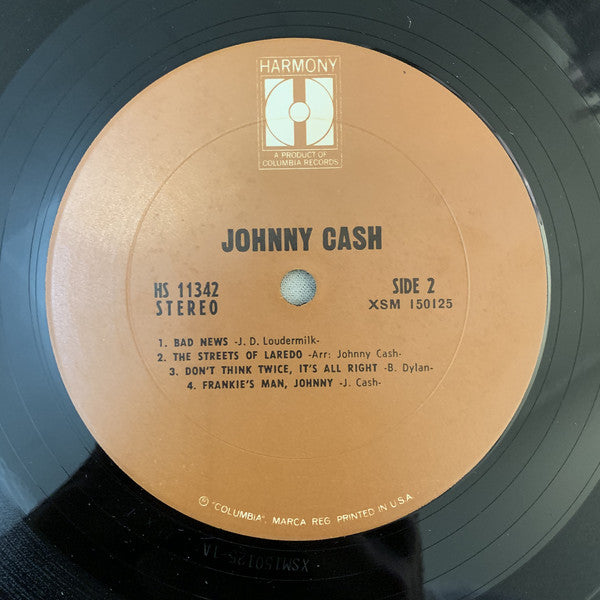 HARMONY
H
A PRODUCT OF
COLUMBIA RECORDS
JOHNNY CASH
HS 11342
STEREO
SIDE 2
XSM 150125
1. BAD NEWS -J. D. Loudermilk-
2. THE STREETS OF LAREDO -Arr: Johnny Cash-
3. DON'T THINK TWICE, IT'S ALL RIGHT -B. Dylan-
4. FRANKIE'S MAN, JOHNNY -J. Cash-
℗ "COLUMBIA", MARCA REG. PRINTED IN U.S.A.